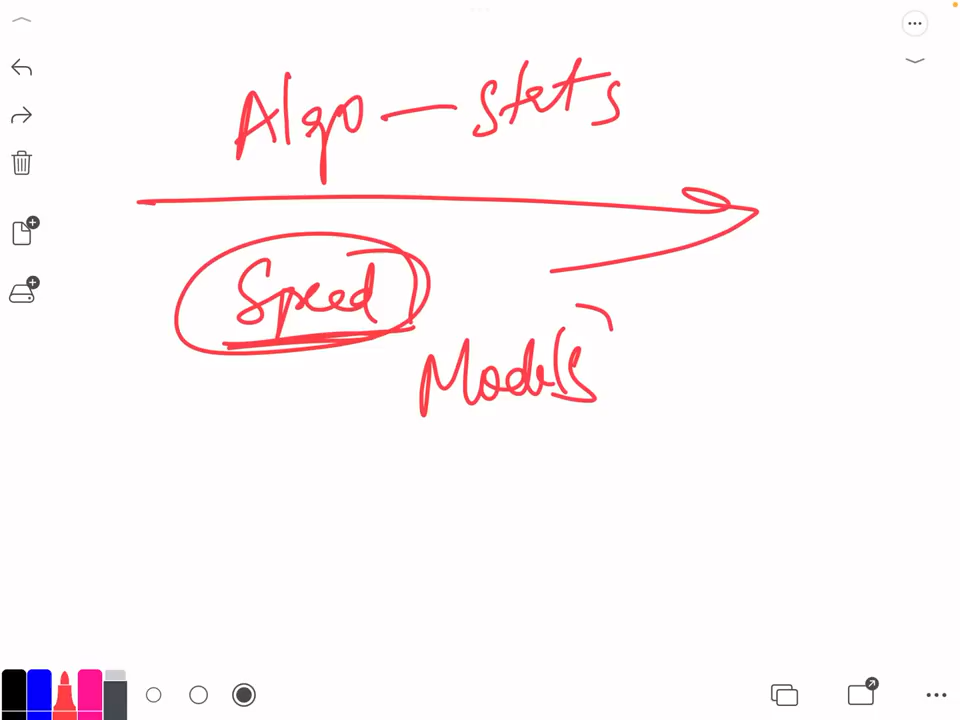 Algo — stats
Speed
Models